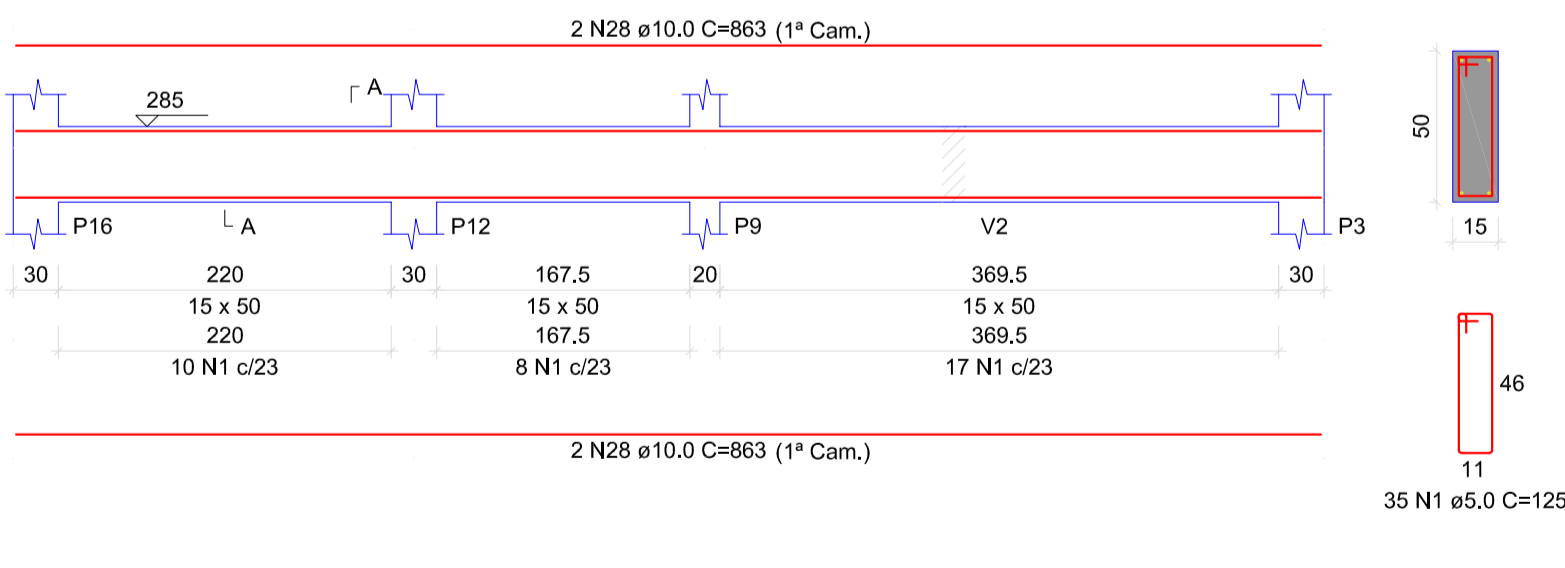 2 N28 ø10.0 C=863 (1ª Cam.)
285
A
50
P16
A
P12
P9
V2
P3
15
30 220 30 167.5 20 369.5 30
15 x 50 15 x 50 15 x 50
220 167.5 369.5
10 N1 c/23 8 N1 c/23 17 N1 c/23
46
2 N28 ø10.0 C=863 (1ª Cam.)
11
35 N1 ø5.0 C=125